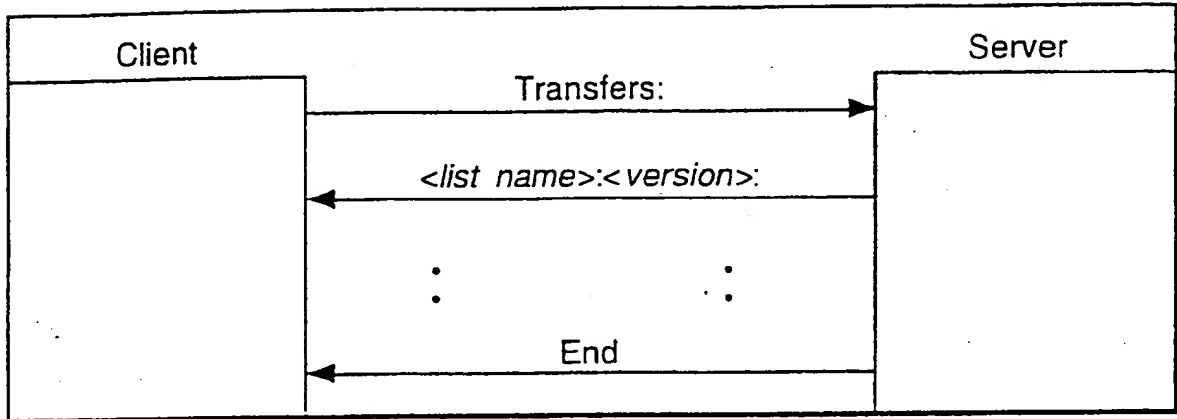 Client
Server
Transfers:
<list name>:<version>:
: :
End